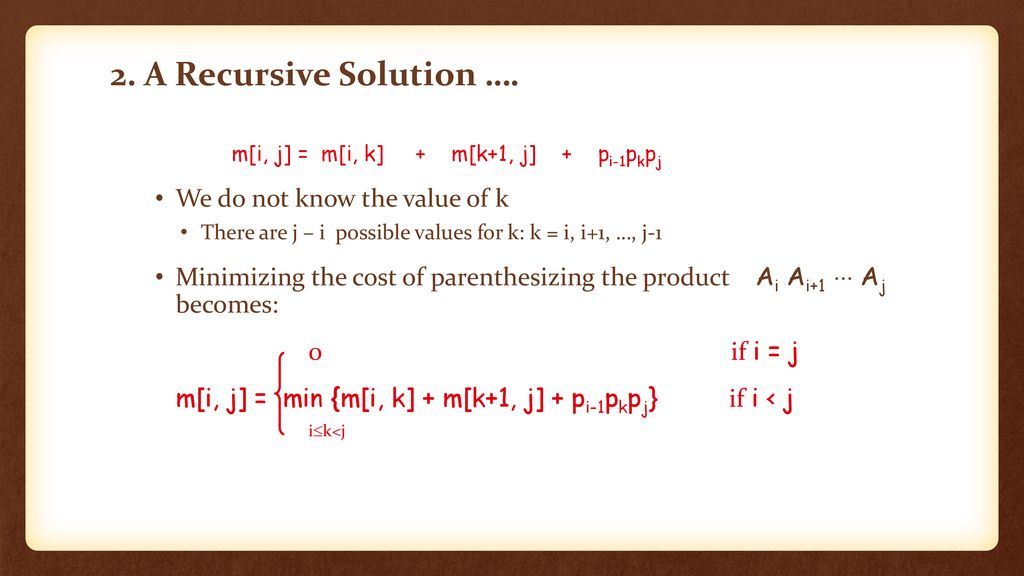 2. A Recursive Solution ....
m[i, j] = m[i, k] + m[k+1, j] + pᵢ₋₁pₖpⱼ
• We do not know the value of k
• There are j – i possible values for k: k = i, i+1, …, j-1
• Minimizing the cost of parenthesizing the product Aᵢ Aᵢ₊₁ ⋯ Aⱼ
becomes:
0 if i = j
m[i, j] = min {m[i, k] + m[k+1, j] + pᵢ₋₁pₖpⱼ} if i < j
i≤k<j